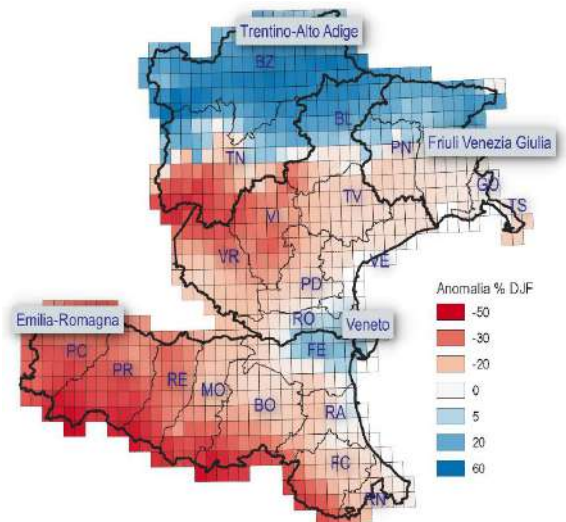 Trentino-Alto Adige
BZ
BL
TN
PN
Friuli Venezia Giulia
GO
TS
VI
TV
VR
VE
PD
RO
Veneto
Emilia-Romagna
FE
PC
PR
RE
MO
BO
RA
FC
RN
Anomalia % DJF
-50
-30
-20
0
5
20
60